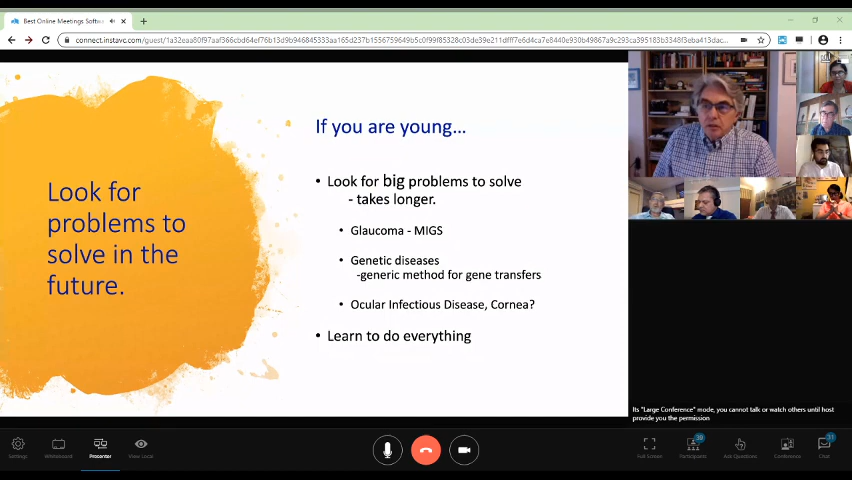 Best Online Meetings Softw
connect.instavc.com/guest/
Look for
problems to
solve in the
future.
If you are young...
• Look for big problems to solve
- takes longer.
• Glaucoma - MIGS
• Genetic diseases
-generic method for gene transfers
• Ocular Infectious Disease, Cornea?
• Learn to do everything
Its "Large Conference" mode, you cannot talk or watch others until host
provide you the permission
Settings
Whiteboard
Presenter
View Local
Full Screen
39
Participants
Ask Questions
Conference
31
Chat